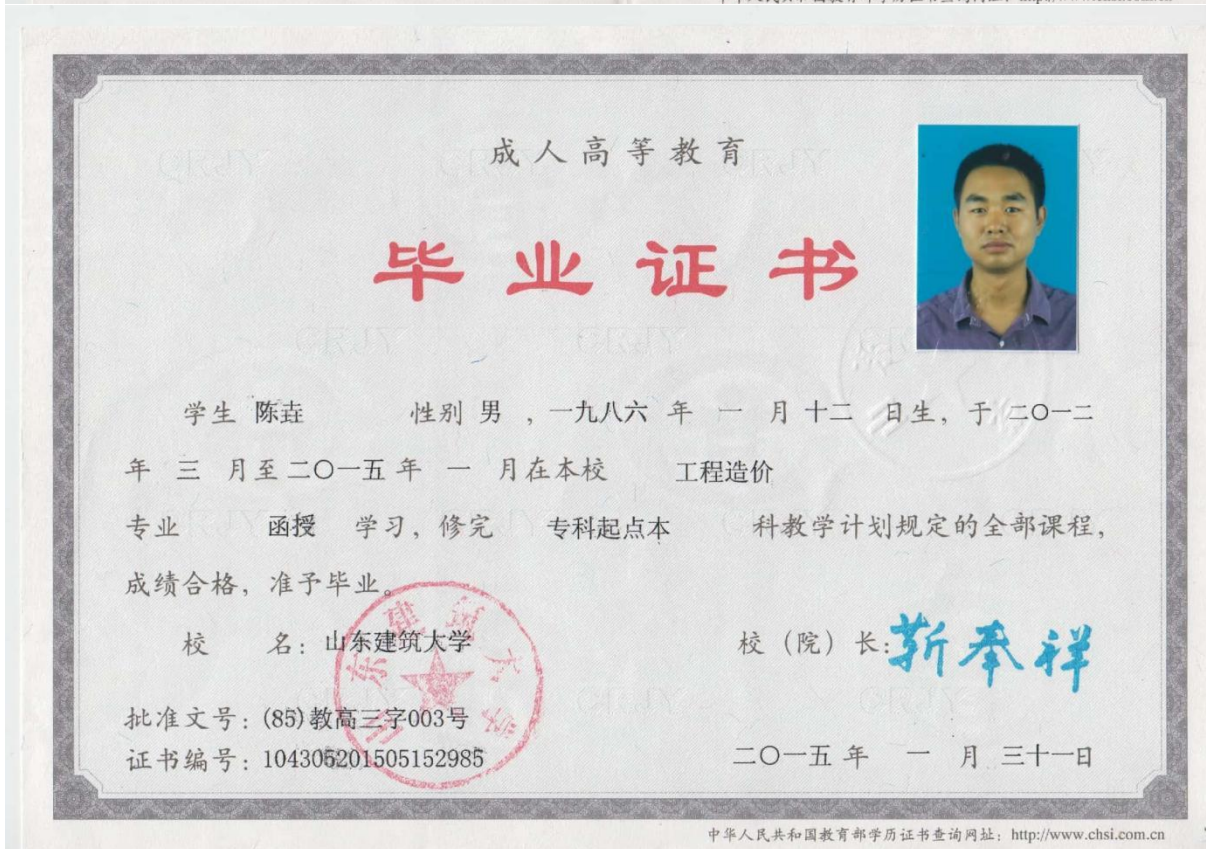 成人高等教育
毕业证书
学生 陈垚 性别 男 , 一九八六 年 一 月 十二 日生, 于 二〇一二
年 三 月至 二〇一五 年 一 月在本校 工程造价
专业 函授 学习, 修完 专科起点本 科教学计划规定的全部课程,
成绩合格, 准予毕业。
校 名: 山东建筑大学 校 (院) 长: 靳奉祥
山东建筑大学
批准文号: (85)教高三字003号
证书编号: 104305201505152985
二〇一五 年 一 月 三十一日
中华人民共和国教育部学历证书查询网址: http://www.chsi.com.cn